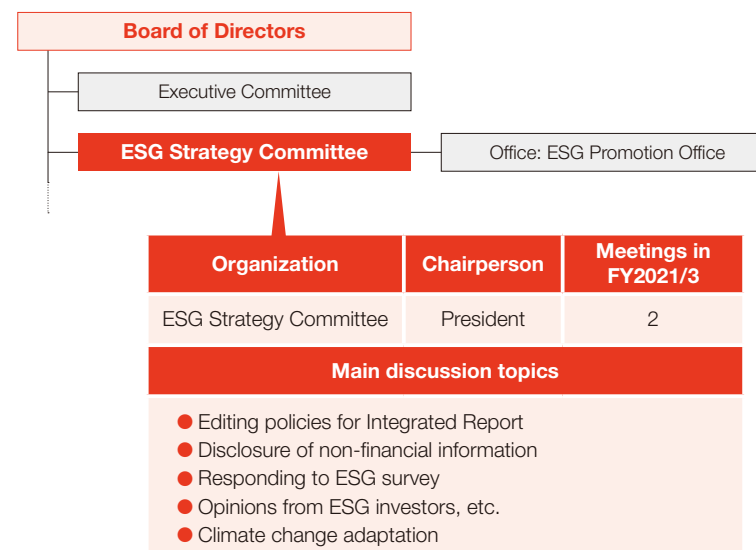 Board of Directors
Executive Committee
ESG Strategy Committee
Office: ESG Promotion Office
Organization
Chairperson
Meetings in
FY2021/3
ESG Strategy Committee
President
2
Main discussion topics
● Editing policies for Integrated Report
● Disclosure of non-financial information
● Responding to ESG survey
● Opinions from ESG investors, etc.
● Climate change adaptation